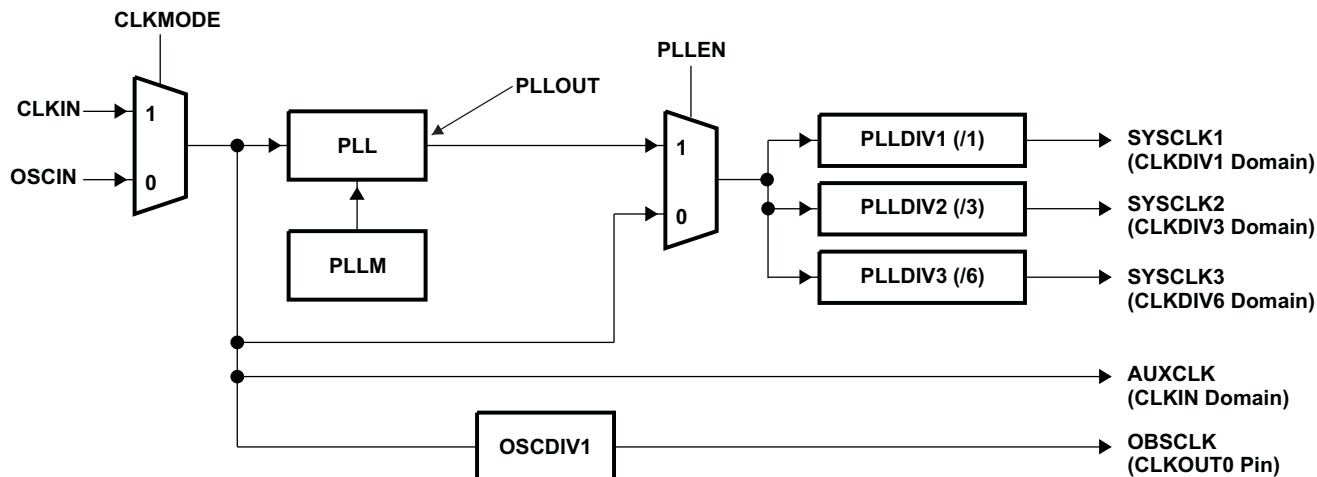 CLKMODE
PLLEN
PLLOUT
CLKIN
1
OSCIN
0
PLL
PLLM
1
0
PLLDIV1 (/1)
SYSCLK1
(CLKDIV1 Domain)
PLLDIV2 (/3)
SYSCLK2
(CLKDIV3 Domain)
PLLDIV3 (/6)
SYSCLK3
(CLKDIV6 Domain)
AUXCLK
(CLKIN Domain)
OSCDIV1
OBSCLK
(CLKOUT0 Pin)